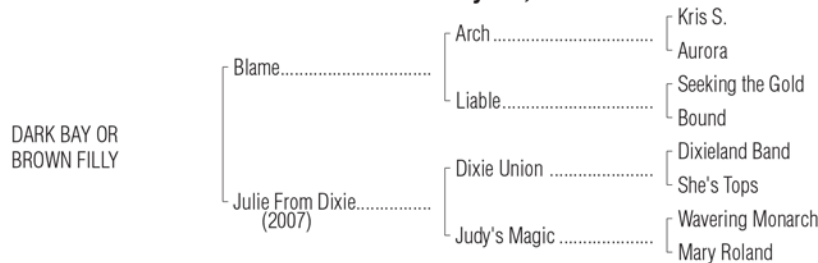 Kris S.
Arch ..................................
Aurora
Blame................................
Seeking the Gold
Liable................................
Bound
DARK BAY OR
BROWN FILLY
Dixieland Band
Dixie Union ......................
She's Tops
Julie From Dixie................
(2007)
Wavering Monarch
Judy's Magic ....................
Mary Roland